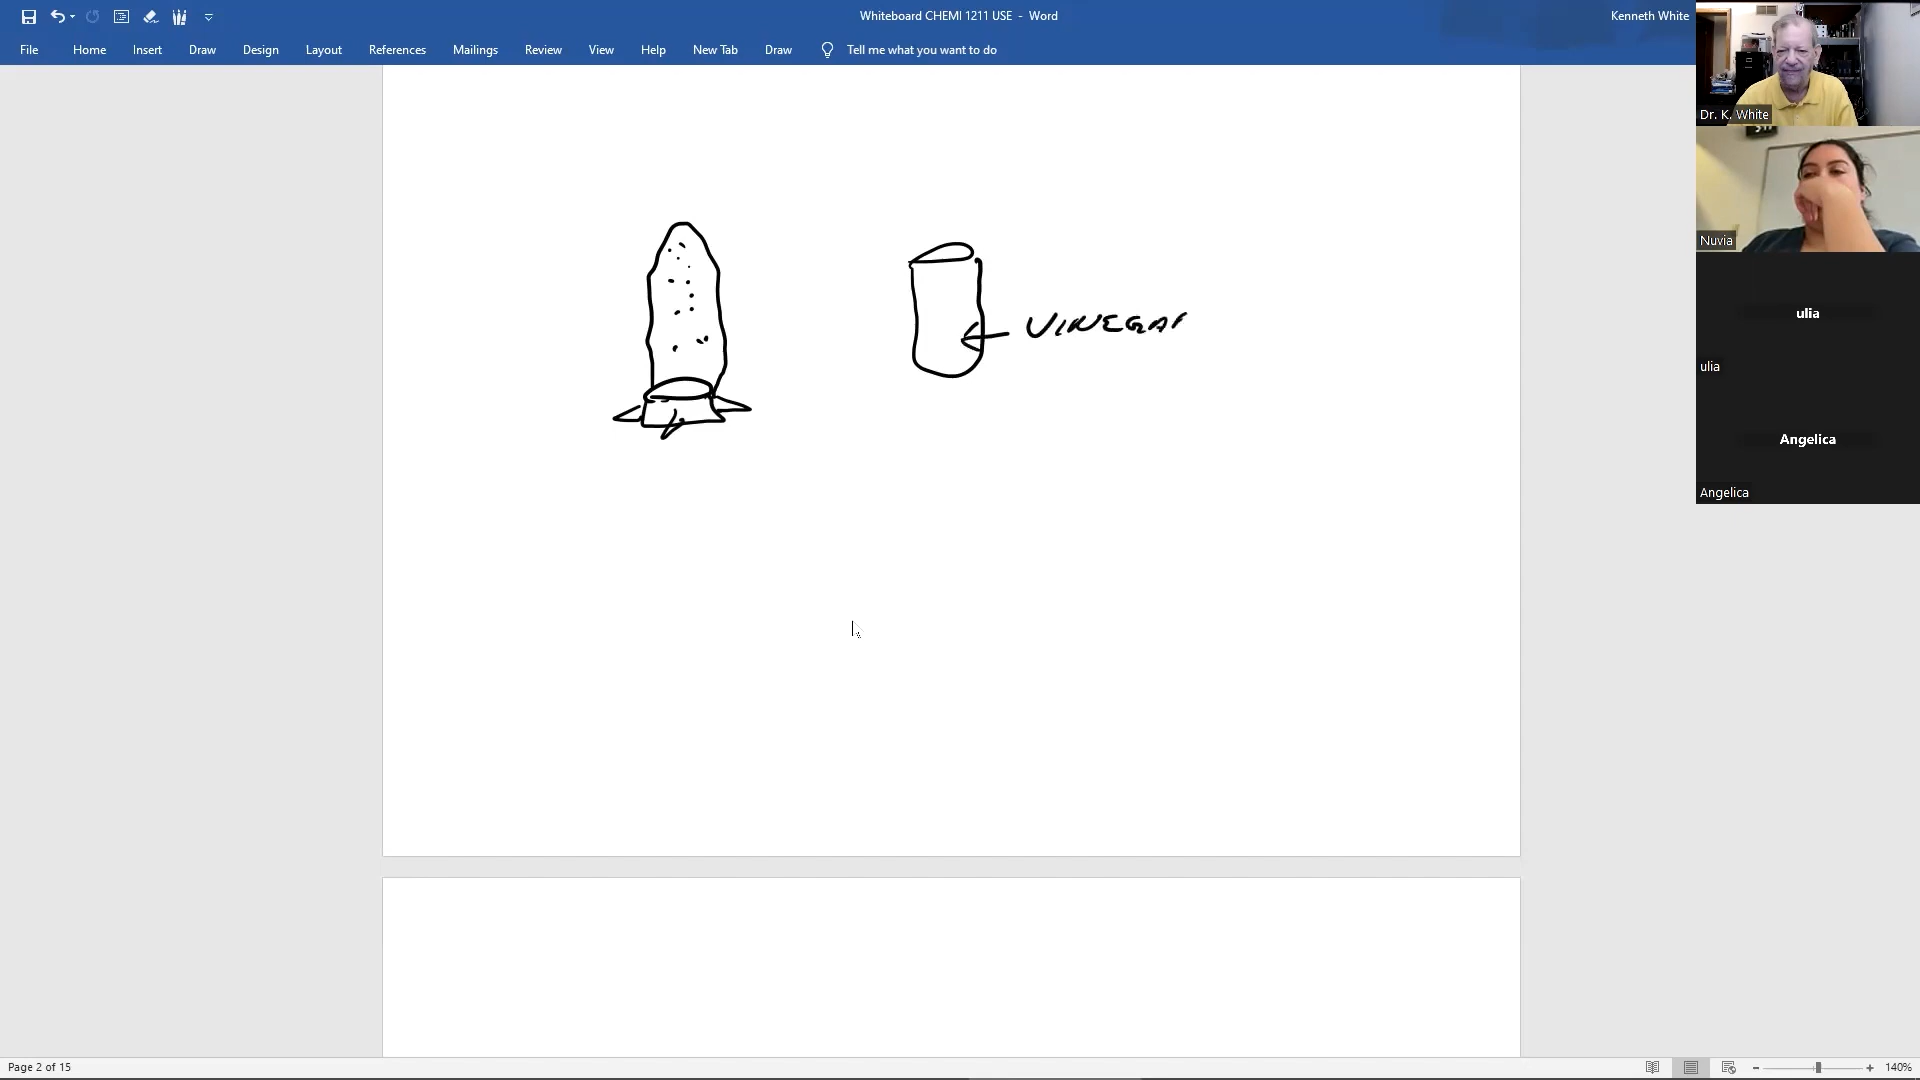 Whiteboard CHEMI 1211 USE - Word
Kenneth White
File Home Insert Draw Design Layout References Mailings Review View Help New Tab Draw Tell me what you want to do
Dr. K. White
Nuvia
ulia
ulia
Angelica
Angelica
VINEGAR
Page 2 of 15
140%